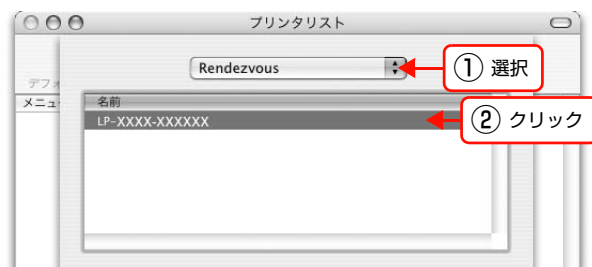 プリンタリスト
Rendezvous
① 選択
デフォ
メニュー
名前
LP-XXXX-XXXXXX
② クリック